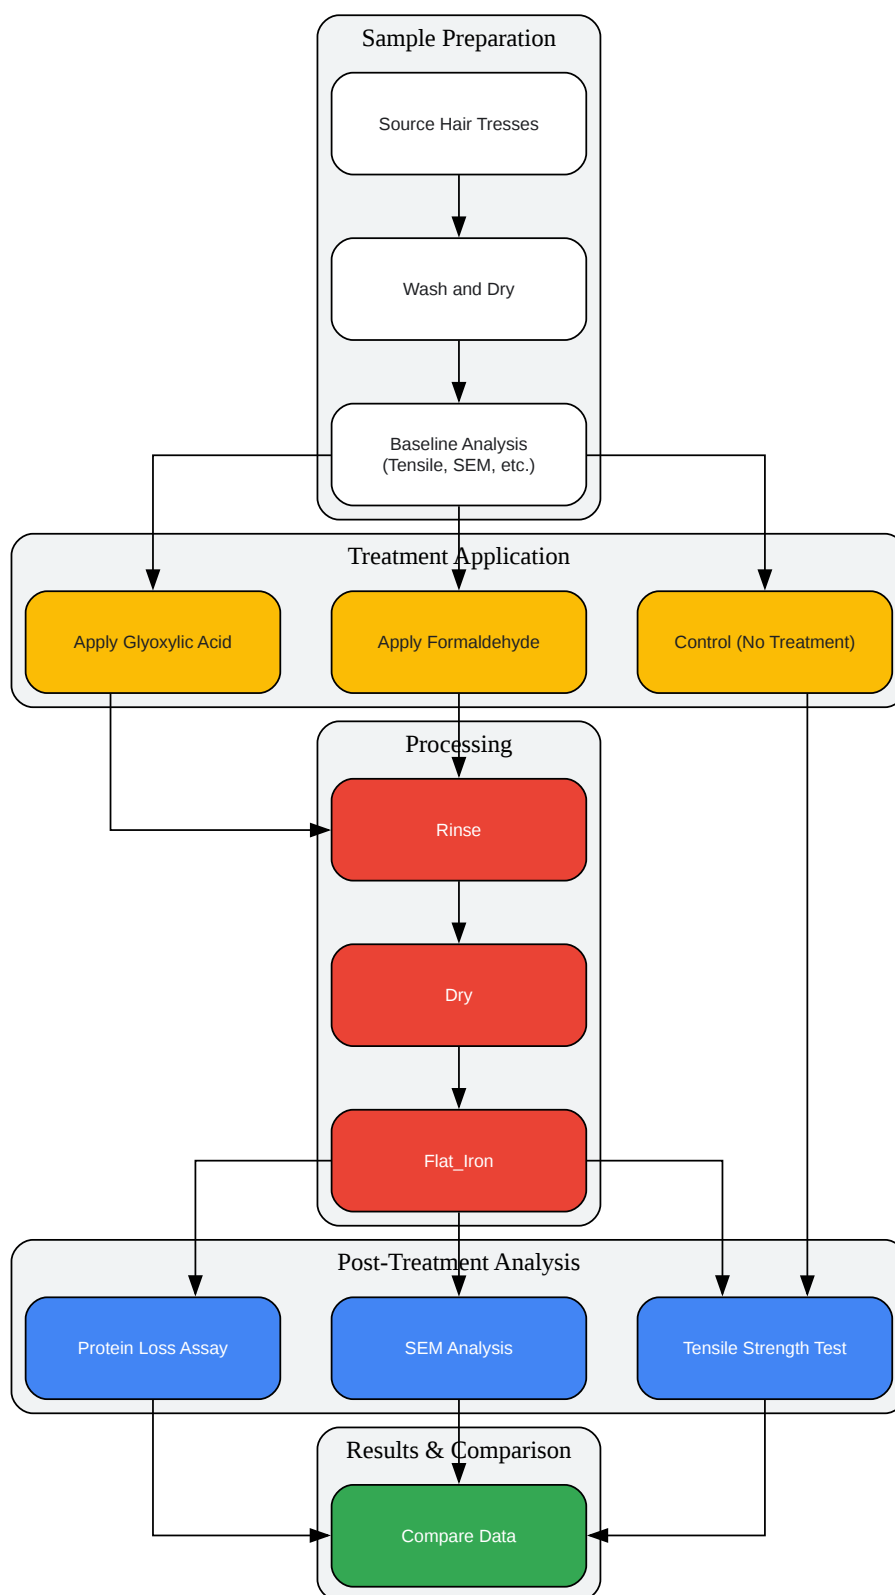 Sample Preparation
Source Hair Tresses
Wash and Dry
Baseline Analysis
(Tensile, SEM, etc.)
Treatment Application
Apply Glyoxylic Acid
Apply Formaldehyde
Control (No Treatment)
Processing
Rinse
Dry
Flat_Iron
Post-Treatment Analysis
Protein Loss Assay
SEM Analysis
Tensile Strength Test
Results & Comparison
Compare Data